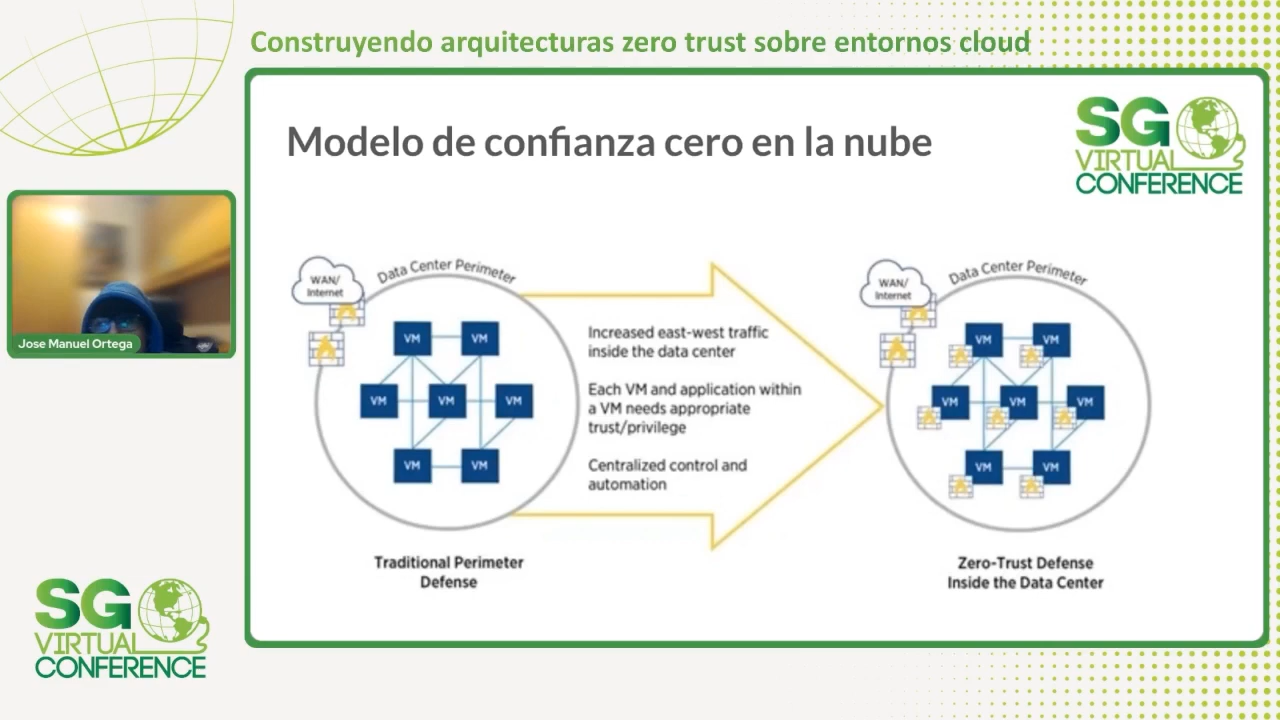 Construyendo arquitecturas zero trust sobre entornos cloud
Modelo de confianza cero en la nube
SG
VIRTUAL
CONFERENCE
Jose Manuel Ortega
WAN/
Internet
Data Center Perimeter
VM
VM
VM
VM
VM
VM
VM
Traditional Perimeter
Defense
Increased east-west traffic
inside the data center
Each VM and application within
a VM needs appropriate
trust/privilege
Centralized control and
automation
WAN/
Internet
Data Center Perimeter
VM
VM
VM
VM
VM
VM
VM
Zero-Trust Defense
Inside the Data Center
SG
VIRTUAL
CONFERENCE